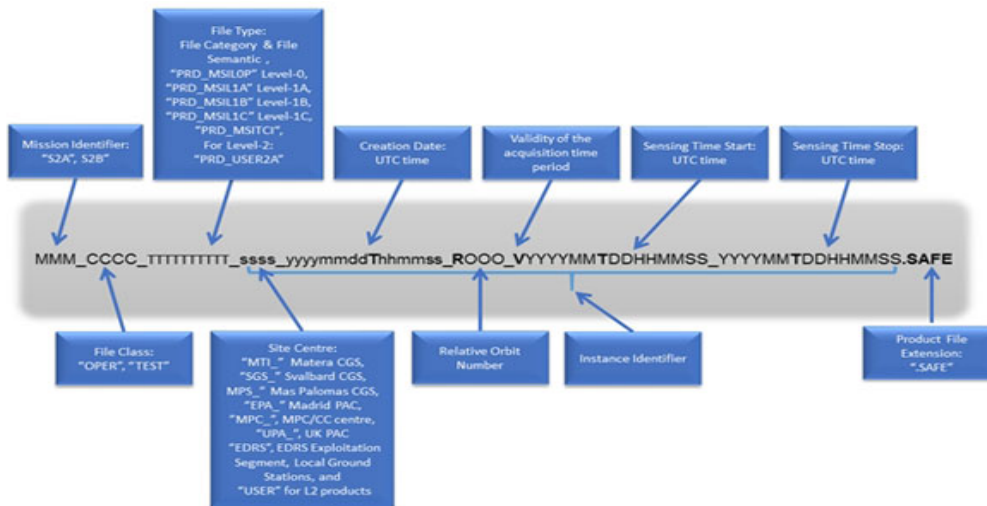 File Type:
File Category & File
Semantic ,
"PRD_MSIL0P" Level-0,
"PRD_MSIL1A" Level-1A,
"PRD_MSIL1B" Level-1B,
"PRD_MSIL1C" Level-1C,
"PRD_MSITCI",
For Level-2:
"PRD_USER2A"
Mission Identifier:
"S2A", S2B"
Creation Date:
UTC time
Validity of the
acquisition time
period
Sensing Time Start:
UTC time
Sensing Time Stop:
UTC time
MMM_CCCC_TTTTTTTTTT_ssss_yyyymmddThhmmss_ROOO_VYYYYMMTDDHHMMSS_YYYYMMTDDHHMMSS.SAFE
File Class:
"OPER", "TEST"
Site Centre:
"MTI_" Matera CGS,
"SGS_" Svalbard CGS,
MPS_" Mas Palomas CGS,
"EPA_" Madrid PAC,
"MPC_", MPC/CC centre,
"UPA_", UK PAC
"EDRS", EDRS Exploitation
Segment, Local Ground
Stations, and
"USER" for L2 products
Relative Orbit
Number
Instance Identifier
Product File
Extension:
".SAFE"